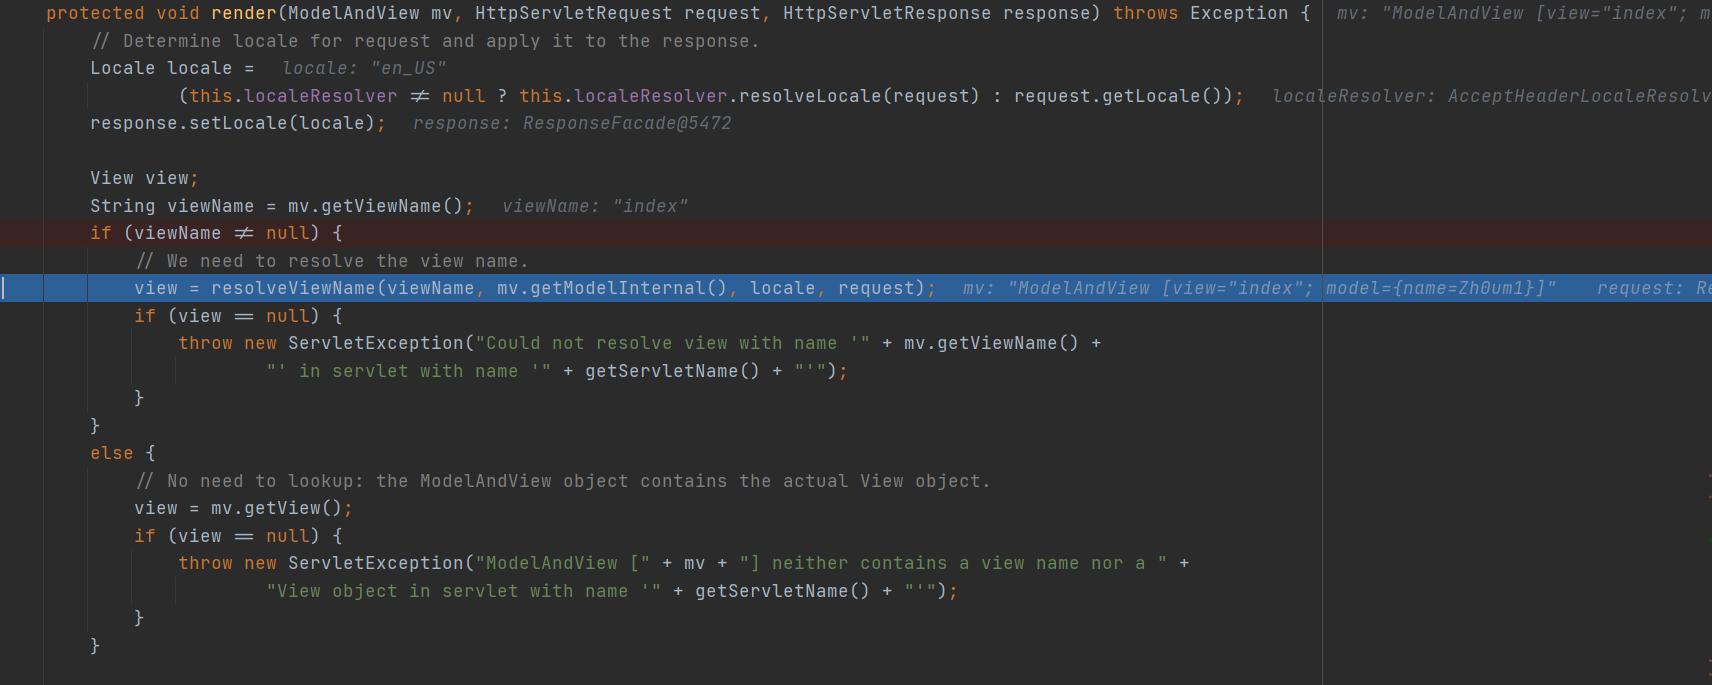 protected void render(ModelAndView mv, HttpServletRequest request, HttpServletResponse response) throws Exception {  mv: "ModelAndView [view="index"; m
    // Determine locale for request and apply it to the response.
    Locale locale =  locale: "en_US"
            (this.localeResolver != null ? this.localeResolver.resolveLocale(request) : request.getLocale());  localeResolver: AcceptHeaderLocaleResolv
    response.setLocale(locale);  response: ResponseFacade@5472
    View view;
    String viewName = mv.getViewName();  viewName: "index"
    if (viewName != null) {
        // We need to resolve the view name.
        view = resolveViewName(viewName, mv.getModelInternal(), locale, request);  mv: "ModelAndView [view="index"; model={name=Zh0um1}]"  request: Re
        if (view == null) {
            throw new ServletException("Could not resolve view with name '" + mv.getViewName() +
                    "' in servlet with name '" + getServletName() + "'");
        }
    }
    else {
        // No need to lookup: the ModelAndView object contains the actual View object.
        view = mv.getView();
        if (view == null) {
            throw new ServletException("ModelAndView [" + mv + "] neither contains a view name nor a " +
                    "View object in servlet with name '" + getServletName() + "'");
        }
    }